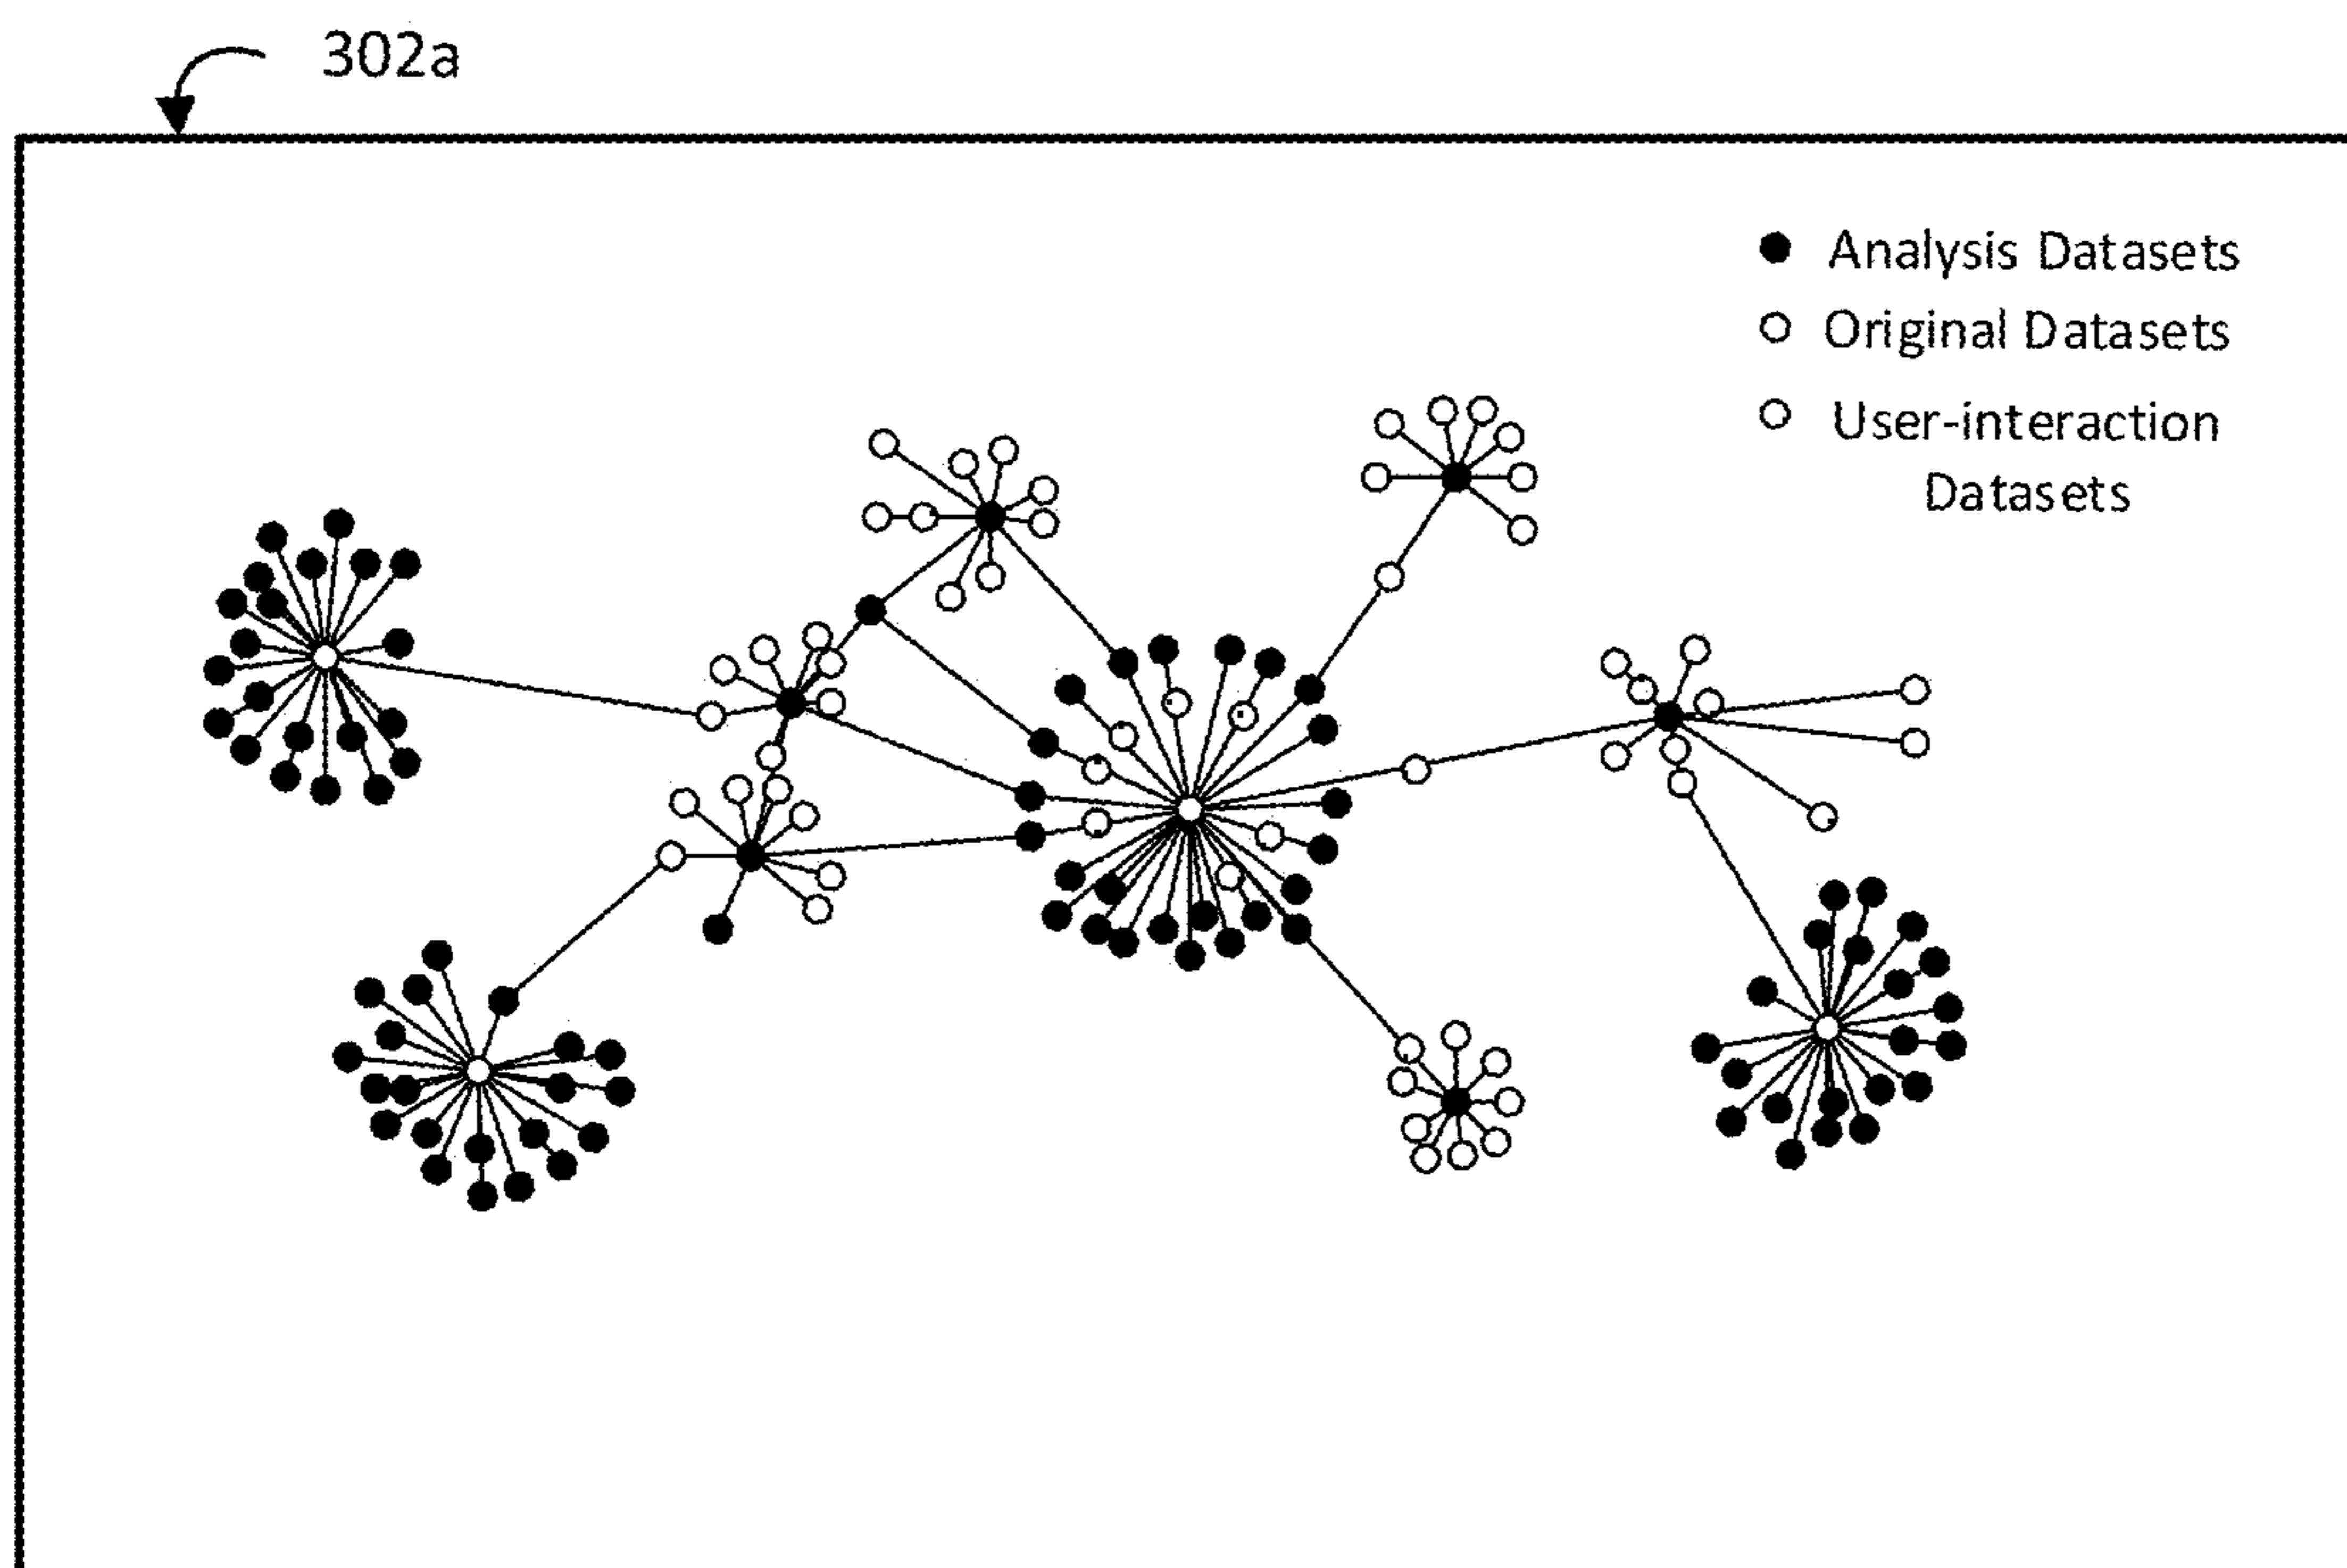 302a
Analysis Datasets
Original Datasets
User-interaction
Datasets